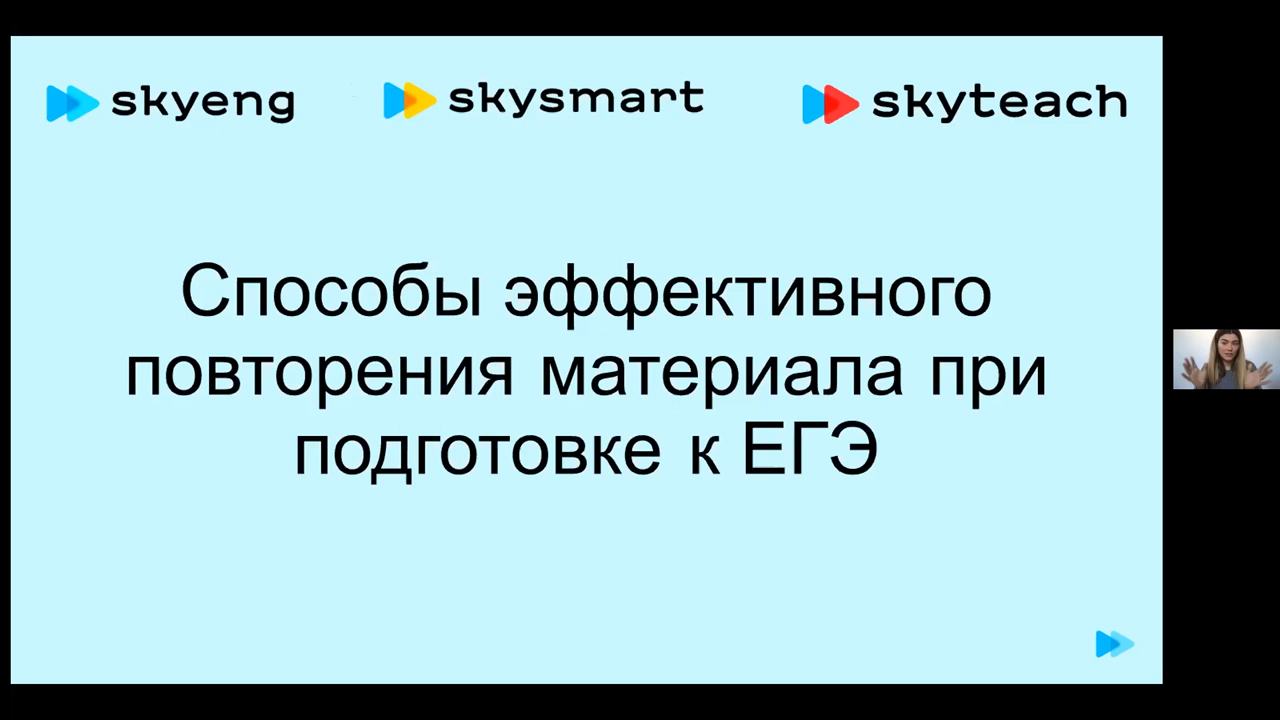 skyeng skysmart skyteach
Способы эффективного
повторения материала при
подготовке к ЕГЭ